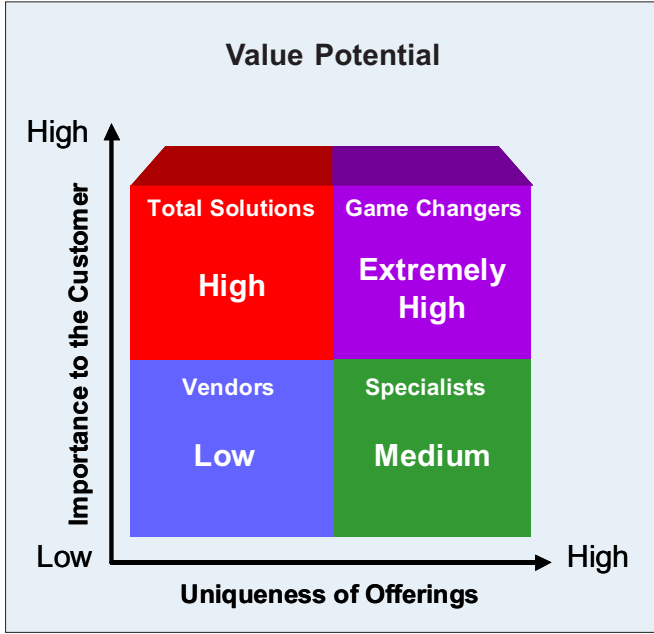 Value Potential
High
Importance to the Customer
Total Solutions
High
Game Changers
Extremely
High
Vendors
Low
Specialists
Medium
Low
High
Uniqueness of Offerings